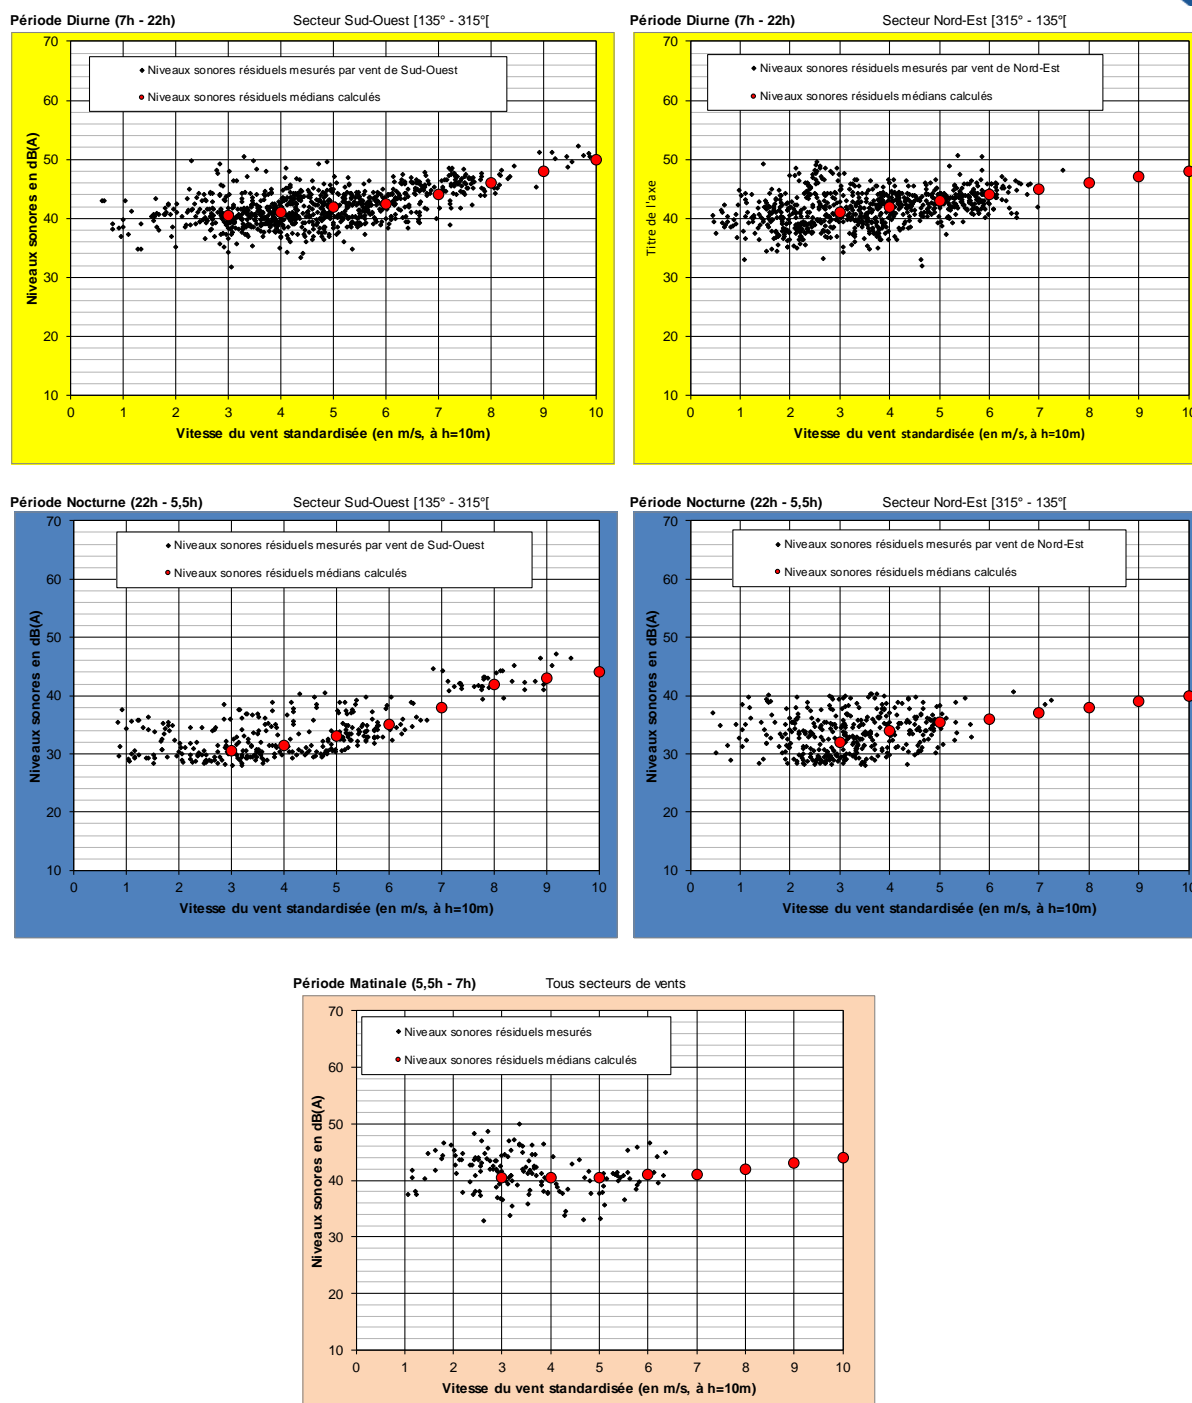 Période Diurne (7h - 22h) Secteur Sud-Ouest [135° - 315°[
70
60
50
40
30
20
10
Niveaux sonores en dB(A)
Niveaux sonores résiduels mesurés par vent de Sud-Ouest
Niveaux sonores résiduels médians calculés
0 1 2 3 4 5 6 7 8 9 10
Vitesse du vent standardisée (en m/s, à h=10m)
Période Diurne (7h - 22h) Secteur Nord-Est [315° - 135°[
70
60
50
40
30
20
10
Titre de l'axe
Niveaux sonores résiduels mesurés par vent de Nord-Est
Niveaux sonores résiduels médians calculés
0 1 2 3 4 5 6 7 8 9 10
Vitesse du vent standardisée (en m/s, à h=10m)
Période Nocturne (22h - 5,5h) Secteur Sud-Ouest [135° - 315°[
70
60
50
40
30
20
10
Niveaux sonores en dB(A)
Niveaux sonores résiduels mesurés par vent de Sud-Ouest
Niveaux sonores résiduels médians calculés
0 1 2 3 4 5 6 7 8 9 10
Vitesse du vent standardisée (en m/s, à h=10m)
Période Nocturne (22h - 5,5h) Secteur Nord-Est [315° - 135°[
70
60
50
40
30
20
10
Niveaux sonores en dB(A)
Niveaux sonores résiduels mesurés par vent de Nord-Est
Niveaux sonores résiduels médians calculés
0 1 2 3 4 5 6 7 8 9 10
Vitesse du vent standardisée (en m/s, à h=10m)
Période Matinale (5,5h - 7h) Tous secteurs de vents
70
60
50
40
30
20
10
Niveaux sonores en dB(A)
Niveaux sonores résiduels mesurés
Niveaux sonores résiduels médians calculés
0 1 2 3 4 5 6 7 8 9 10
Vitesse du vent standardisée (en m/s, à h=10m)